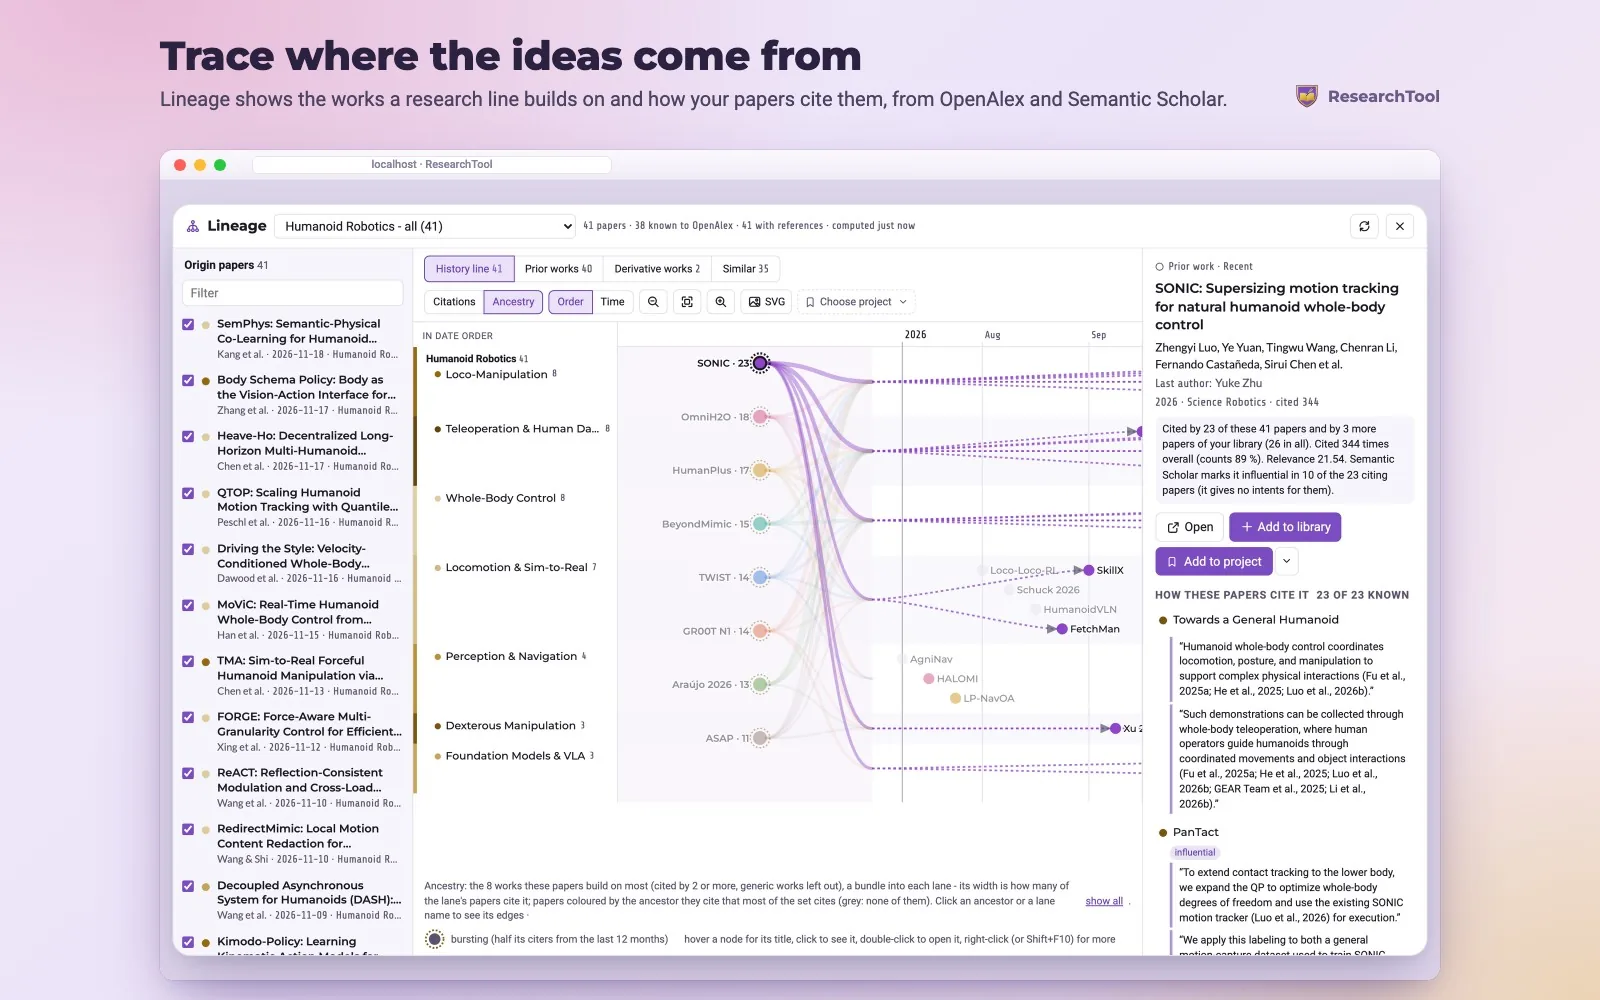 Trace where the ideas come from
Lineage shows the works a research line builds on and how your papers cite them, from OpenAlex and Semantic Scholar.
ResearchTool
localhost · ResearchTool
Lineage
Humanoid Robotics - all (41)
41 papers · 38 known to OpenAlex · 41 with references · computed just now
Origin papers 41
Filter
SemPhys: Semantic-Physical
Co-Learning for Humanoid...
Kang et al. · 2026-11-18 · Humanoid Ro...
Body Schema Policy: Body as
the Vision-Action Interface for...
Zhang et al. · 2026-11-17 · Humanoid R...
Heave-Ho: Decentralized Long-
Horizon Multi-Humanoid...
Chen et al. · 2026-11-17 · Humanoid Ro...
QTOP: Scaling Humanoid
Motion Tracking with Quantile...
Peschl et al. · 2026-11-16 · Humanoid R...
Driving the Style: Velocity-
Conditioned Whole-Body...
Dawood et al. · 2026-11-16 · Humanoid ...
MoViC: Real-Time Humanoid
Whole-Body Control from...
Han et al. · 2026-11-15 · Humanoid Rob...
TMA: Sim-to-Real Forceful
Humanoid Manipulation via...
Chen et al. · 2026-11-13 · Humanoid Ro...
FORGE: Force-Aware Multi-
Granularity Control for Efficient...
Xing et al. · 2026-11-12 · Humanoid Rob...
ReACT: Reflection-Consistent
Modulation and Cross-Load...
Wang et al. · 2026-11-10 · Humanoid Ro...
RedirectMimic: Local Motion
Content Redaction for...
Wang & Shi · 2026-11-10 · Humanoid R...
Decoupled Asynchronous
System for Humanoids (DASH):...
Wang et al. · 2026-11-09 · Humanoid Ro...
Kimodo-Policy: Learning
Kinematic Action Models for
History line 41
Prior works 40
Derivative works 2
Similar 35
Citations
Ancestry
Order
Time
SVG
Choose project
IN DATE ORDER
2026
Aug
Sep
Humanoid Robotics 41
Loco-Manipulation 8
Teleoperation & Human Da... 8
Whole-Body Control 8
Locomotion & Sim-to-Real 7
Perception & Navigation 4
Dexterous Manipulation 3
Foundation Models & VLA 3
SONIC · 23
OmniH2O · 18
HumanPlus · 17
BeyondMimic · 15
TWIST · 14
GR00T N1 · 14
Araújo 2026 · 13
ASAP · 11
Loco-Loco-RL
SkillX
Schuck 2026
HumanoidVLN
FetchMan
AgniNav
HALOMI
LP-NavOA
Xu 2
Ancestry: the 8 works these papers build on most (cited by 2 or more, generic works left out), a bundle into each lane - its width is how many of
the lane's papers cite it; papers coloured by the ancestor they cite that most of the set cites (grey: none of them). Click an ancestor or a lane
name to see its edges ·
show all .
bursting (half its citers from the last 12 months)
hover a node for its title, click to see it, double-click to open it, right-click (or Shift+F10) for more
Prior work · Recent
SONIC: Supersizing motion tracking
for natural humanoid whole-body
control
Zhengyi Luo, Ye Yuan, Tingwu Wang, Chenran Li,
Fernando Castañeda, Sirui Chen et al.
Last author: Yuke Zhu
2026 · Science Robotics · cited 344
Cited by 23 of these 41 papers and by 3 more
papers of your library (26 in all). Cited 344 times
overall (counts 89 %). Relevance 21.54. Semantic
Scholar marks it influential in 10 of the 23 citing
papers (it gives no intents for them).
Open
Add to library
Add to project
HOW THESE PAPERS CITE IT 23 OF 23 KNOWN
Towards a General Humanoid
"Humanoid whole-body control coordinates
locomotion, posture, and manipulation to
support complex physical interactions (Fu et al.,
2025a; He et al., 2025; Luo et al., 2026b)."
"Such demonstrations can be collected through
whole-body teleoperation, where human
operators guide humanoids through
coordinated movements and object interactions
(Fu et al., 2025a; He et al., 2025; Luo et al.,
2026b; GEAR Team et al., 2025; Li et al.,
2026b)."
PanTact
influential
"To extend contact tracking to the lower body,
we expand the QP to optimize whole-body
degrees of freedom and use the existing SONIC
motion tracker (Luo et al., 2026) for execution."
"We apply this labeling to both a general
motion capture dataset used to train SONIC